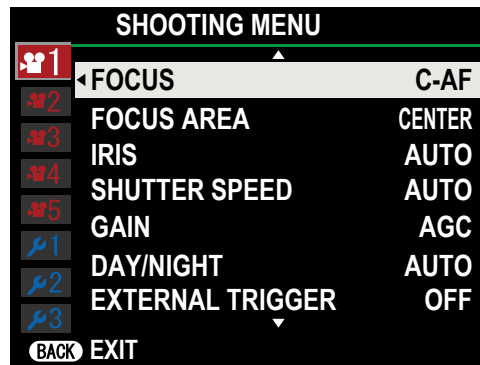 SHOOTING MENU
1
FOCUS C-AF
2
FOCUS AREA CENTER
3
IRIS AUTO
4
SHUTTER SPEED AUTO
5
GAIN AGC
1
DAY/NIGHT AUTO
2
EXTERNAL TRIGGER OFF
3
BACK EXIT